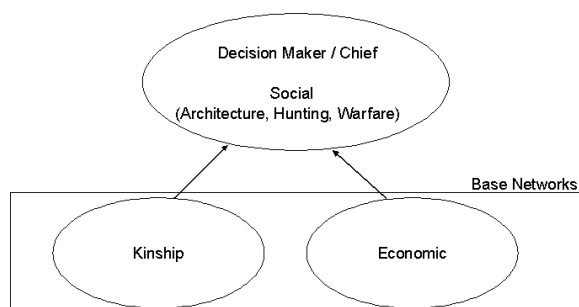 Decision Maker / Chief
Social
(Architecture, Hunting, Warfare)
Base Networks
Kinship
Economic